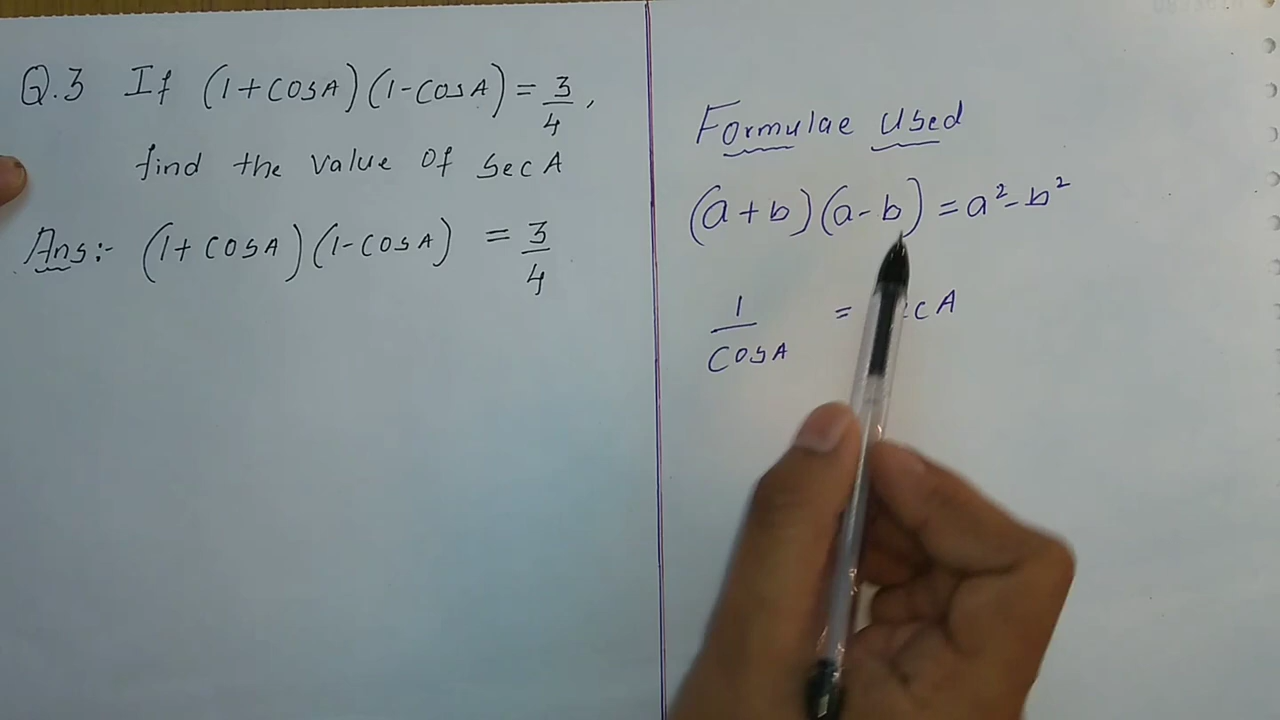 Q.3 If (1+cosA)(1-cosA) = 3/4,
find the value of secA
Ans:- (1+cosA)(1-cosA) = 3/4
Formulae Used
(a+b)(a-b) = a²-b²
1/cosA = cA